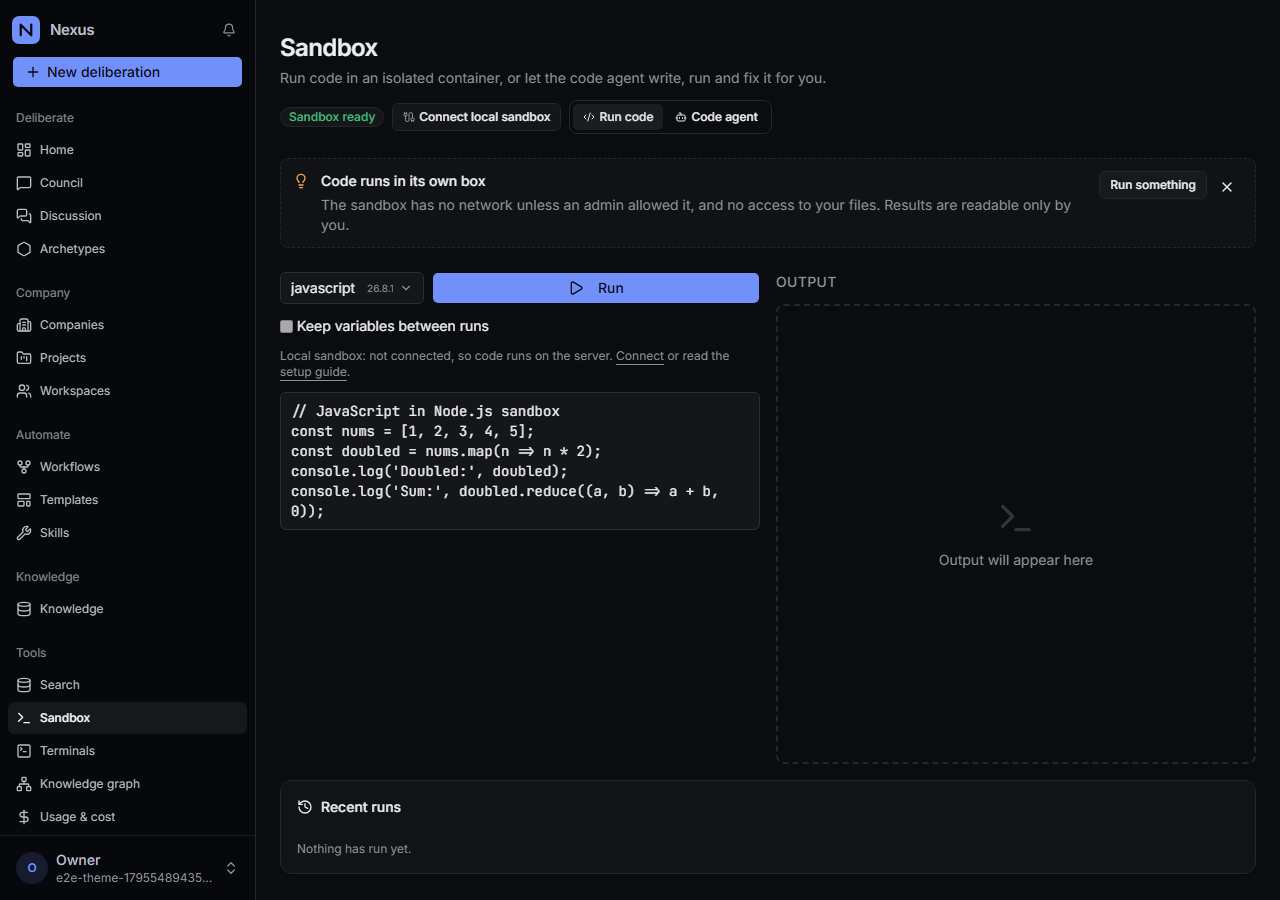 Nexus
New deliberation
Deliberate
Home
Council
Discussion
Archetypes
Company
Companies
Projects
Workspaces
Automate
Workflows
Templates
Skills
Knowledge
Knowledge
Tools
Search
Sandbox
Terminals
Knowledge graph
Usage & cost
O
Owner
e2e-theme-17955489435...
Sandbox
Run code in an isolated container, or let the code agent write, run and fix it for you.
Sandbox ready
Connect local sandbox
Run code
Code agent
Code runs in its own box
The sandbox has no network unless an admin allowed it, and no access to your files. Results are readable only by
you.
Run something
javascript 26.8.1
Run
Keep variables between runs
Local sandbox: not connected, so code runs on the server. Connect or read the
setup guide.
// JavaScript in Node.js sandbox
const nums = [1, 2, 3, 4, 5];
const doubled = nums.map(n => n * 2);
console.log('Doubled:', doubled);
console.log('Sum:', doubled.reduce((a, b) => a + b,
0));
OUTPUT
Output will appear here
Recent runs
Nothing has run yet.